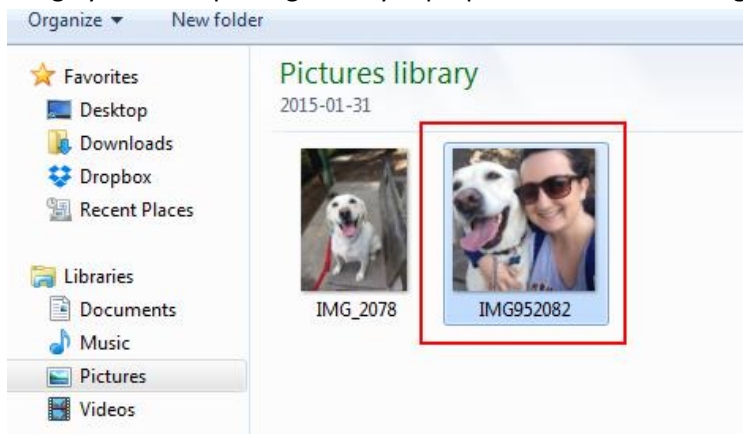 Organize New folder
Favorites
Desktop
Downloads
Dropbox
Recent Places
Libraries
Documents
Music
Pictures
Videos
Pictures library
2015-01-31
IMG_2078 IMG952082